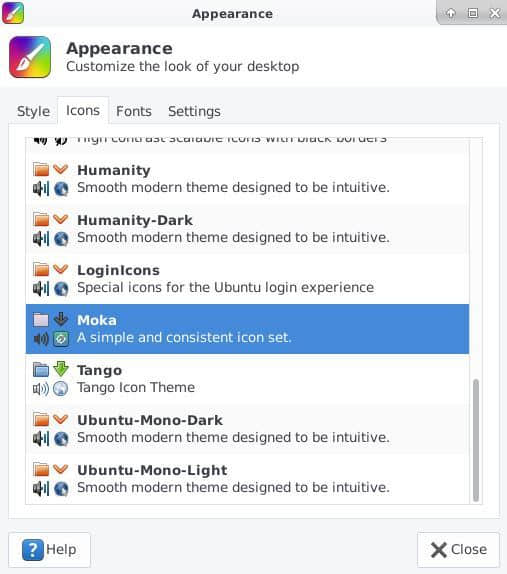 Appearance
Appearance
Customize the look of your desktop
Style Icons Fonts Settings
High contrast scalable icons with black borders
Humanity
Smooth modern theme designed to be intuitive.
Humanity-Dark
Smooth modern theme designed to be intuitive.
LoginIcons
Special icons for the Ubuntu login experience
Moka
A simple and consistent icon set.
Tango
Tango Icon Theme
Ubuntu-Mono-Dark
Smooth modern theme designed to be intuitive.
Ubuntu-Mono-Light
Smooth modern theme designed to be intuitive.
? Help Close